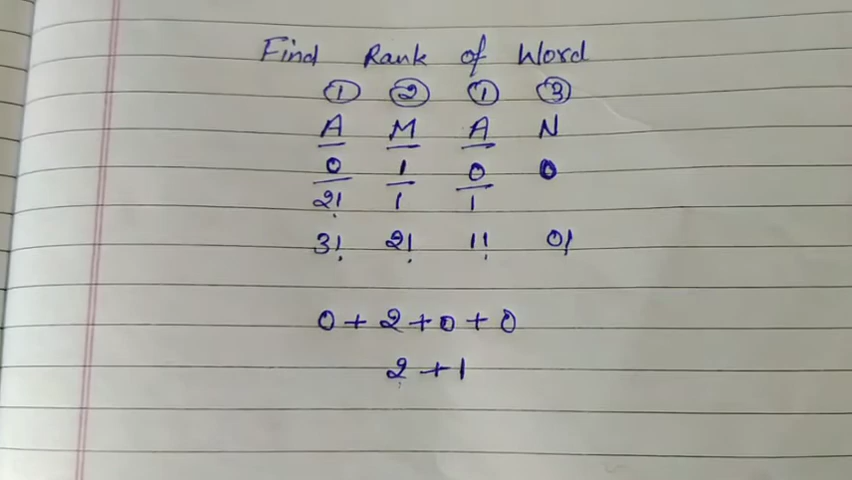 Find Rank of Word
① ② ① ③
A M A N
0 1 0 0
2! 1 1
3! 2! 1! 0!
0 + 2 + 0 + 0
2 + 1